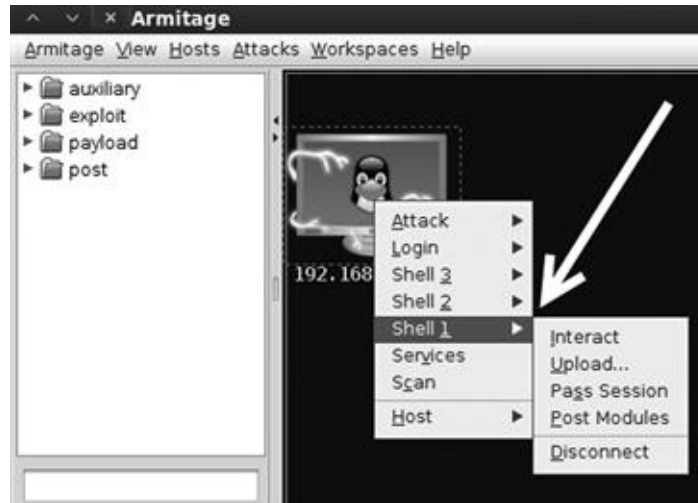 Armitage
Armitage View Hosts Attacks Workspaces Help
auxiliary
exploit
payload
post
192.168
Attack
Login
Shell 3
Shell 2
Shell 1
Services
Scan
Host
Interact
Upload...
Pass Session
Post Modules
Disconnect